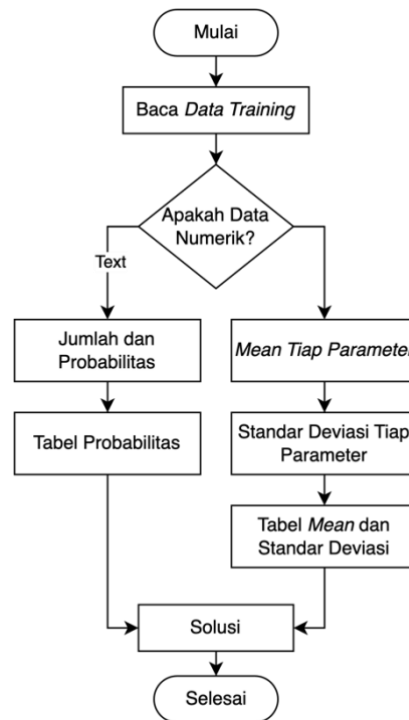 Mulai
Baca Data Training
Apakah Data
Numerik?
Text
Jumlah dan
Probabilitas
Mean Tiap Parameter
Tabel Probabilitas
Standar Deviasi Tiap
Parameter
Tabel Mean dan
Standar Deviasi
Solusi
Selesai